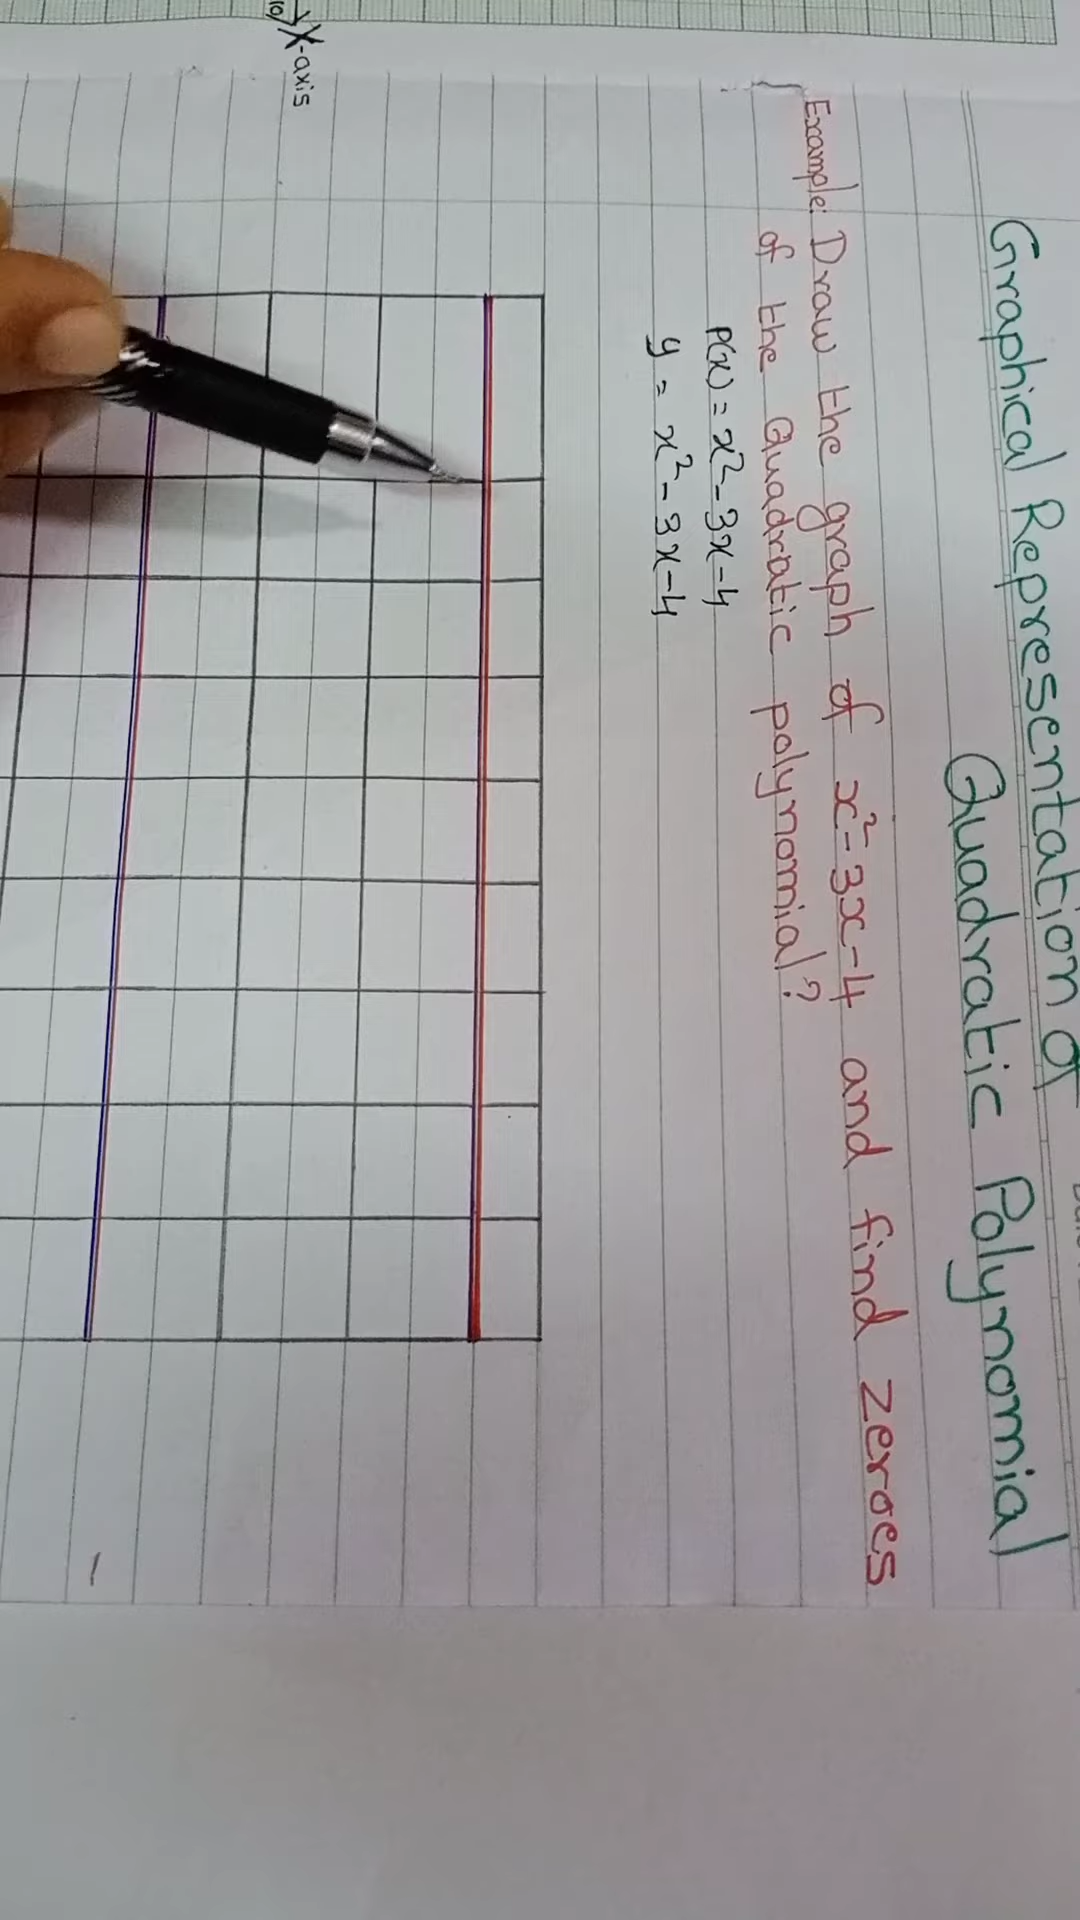 Graphical Representation of
Quadratic Polynomial
Example: Draw the graph of x²-3x-4 and find zeroes
of the Quadratic polynomial?
P(x) = x²-3x-4
y = x²-3x-4
X-axis